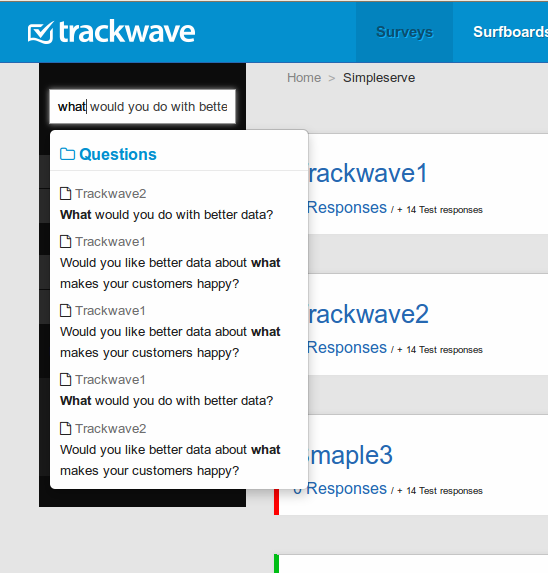 trackwave
Surveys
Surfboards
Home > Simpleserve
what would you do with bette
Questions
Trackwave2
What would you do with better data?
Trackwave1
Would you like better data about what
makes your customers happy?
Trackwave1
Would you like better data about what
makes your customers happy?
Trackwave1
What would you do with better data?
Trackwave2
Would you like better data about what
makes your customers happy?
rackwave1
Responses / + 14 Test responses
rackwave2
Responses / + 14 Test responses
maple3
0 Responses / + 14 Test responses